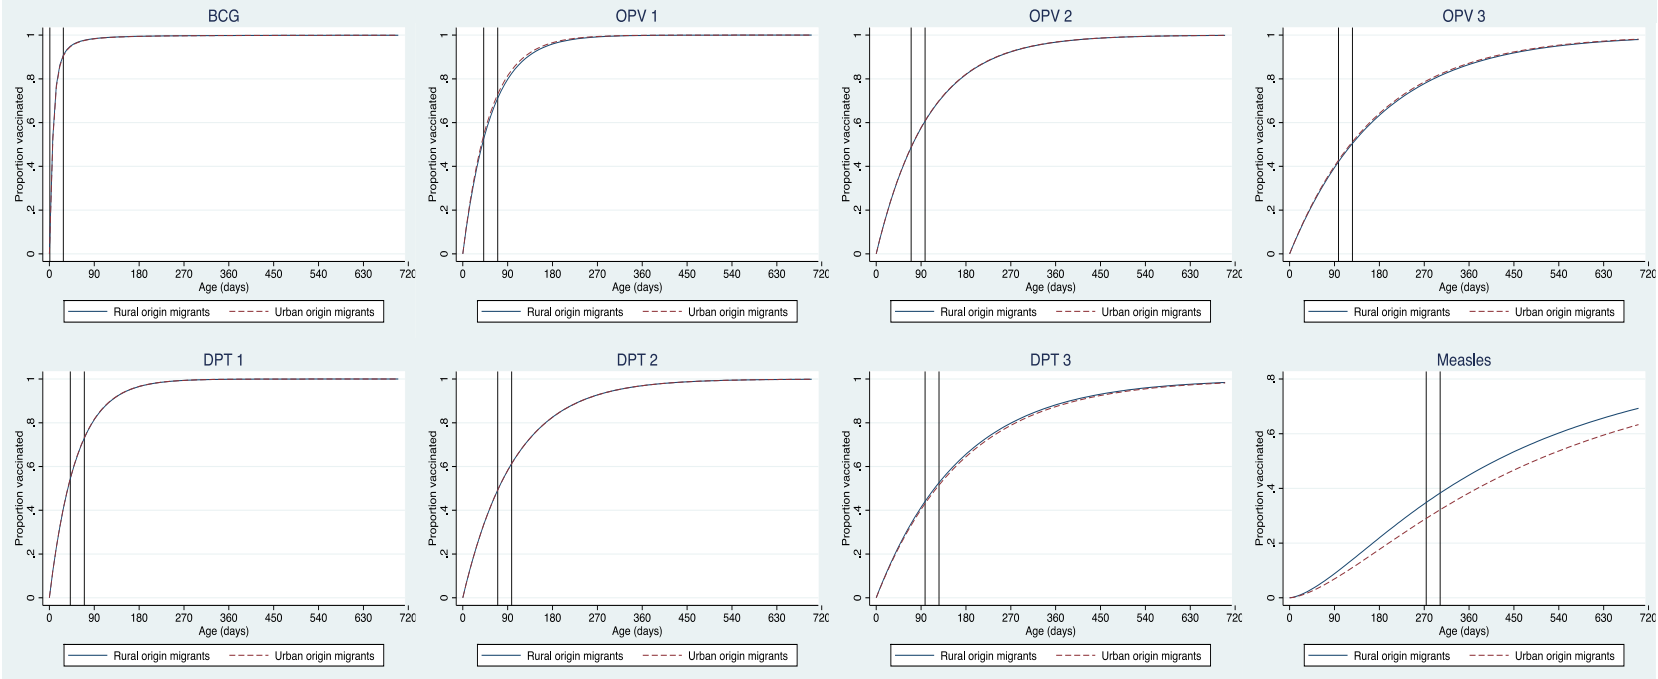 BCG
Proportion vaccinated
0 .2 .4 .6 .8 1
0 90 180 270 360 450 540 630 720
Age (days)
Rural origin migrants Urban origin migrants
OPV 1
Proportion vaccinated
0 .2 .4 .6 .8 1
0 90 180 270 360 450 540 630 720
Age (days)
Rural origin migrants Urban origin migrants
OPV 2
Proportion vaccinated
0 .2 .4 .6 .8 1
0 90 180 270 360 450 540 630 720
Age (days)
Rural origin migrants Urban origin migrants
OPV 3
Proportion vaccinated
0 .2 .4 .6 .8 1
0 90 180 270 360 450 540 630 720
Age (days)
Rural origin migrants Urban origin migrants
DPT 1
Proportion vaccinated
0 .2 .4 .6 .8 1
0 90 180 270 360 450 540 630 720
Age (days)
Rural origin migrants Urban origin migrants
DPT 2
Proportion vaccinated
0 .2 .4 .6 .8 1
0 90 180 270 360 450 540 630 720
Age (days)
Rural origin migrants Urban origin migrants
DPT 3
Proportion vaccinated
0 .2 .4 .6 .8 1
0 90 180 270 360 450 540 630 720
Age (days)
Rural origin migrants Urban origin migrants
Measles
Proportion vaccinated
0 .2 .4 .6 .8
0 90 180 270 360 450 540 630 720
Age (days)
Rural origin migrants Urban origin migrants